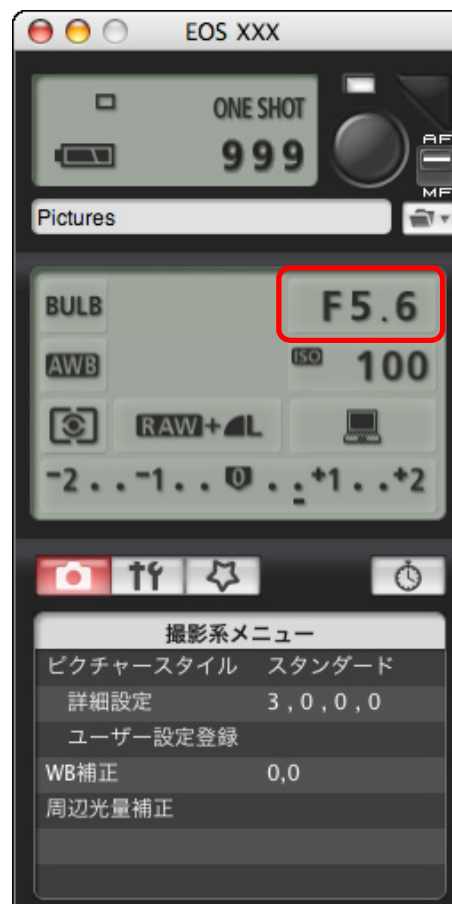 EOS XXX
ONE SHOT
999
AF
MF
Pictures
BULB
F5.6
AWB
ISO 100
RAW+L
-2..-1..0..+1..+2
撮影系メニュー
ピクチャースタイル スタンダード
詳細設定 3,0,0,0
ユーザー設定登録
WB補正 0,0
周辺光量補正